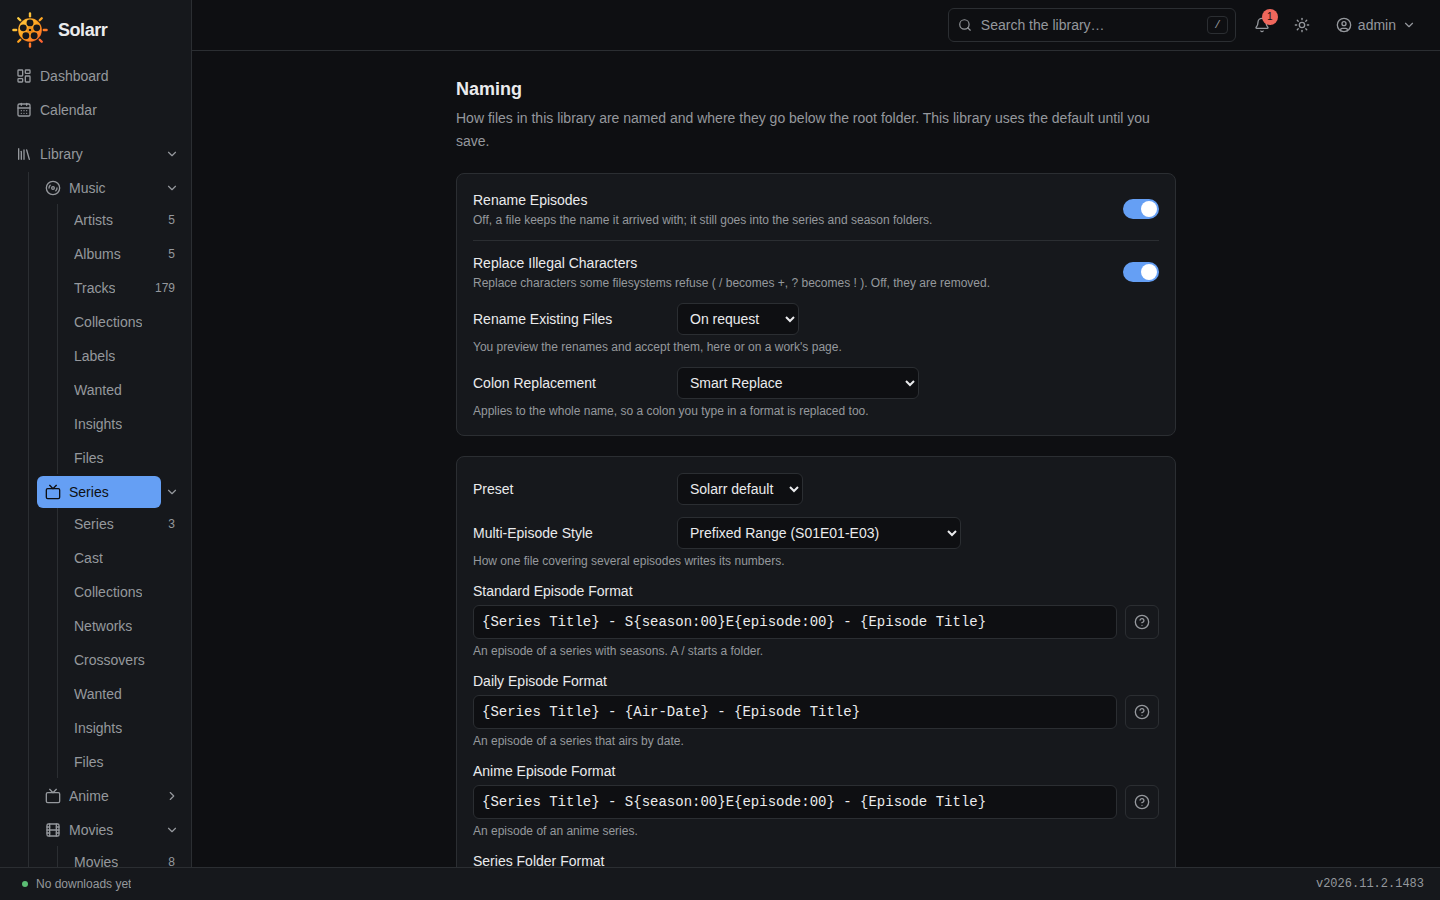 Solarr
Search the library…
/
1
admin
Dashboard
Calendar
Library
Music
Artists 5
Albums 5
Tracks 179
Collections
Labels
Wanted
Insights
Files
Series
Series 3
Cast
Collections
Networks
Crossovers
Wanted
Insights
Files
Anime
Movies
Movies 8
Naming
How files in this library are named and where they go below the root folder. This library uses the default until you
save.
Rename Episodes
Off, a file keeps the name it arrived with; it still goes into the series and season folders.
Replace Illegal Characters
Replace characters some filesystems refuse ( / becomes +, ? becomes ! ). Off, they are removed.
Rename Existing Files On request
You preview the renames and accept them, here or on a work's page.
Colon Replacement Smart Replace
Applies to the whole name, so a colon you type in a format is replaced too.
Preset Solarr default
Multi-Episode Style Prefixed Range (S01E01-E03)
How one file covering several episodes writes its numbers.
Standard Episode Format
{Series Title} - S{season:00}E{episode:00} - {Episode Title}
An episode of a series with seasons. A / starts a folder.
Daily Episode Format
{Series Title} - {Air-Date} - {Episode Title}
An episode of a series that airs by date.
Anime Episode Format
{Series Title} - S{season:00}E{episode:00} - {Episode Title}
An episode of an anime series.
Series Folder Format
No downloads yet
v2026.11.2.1483